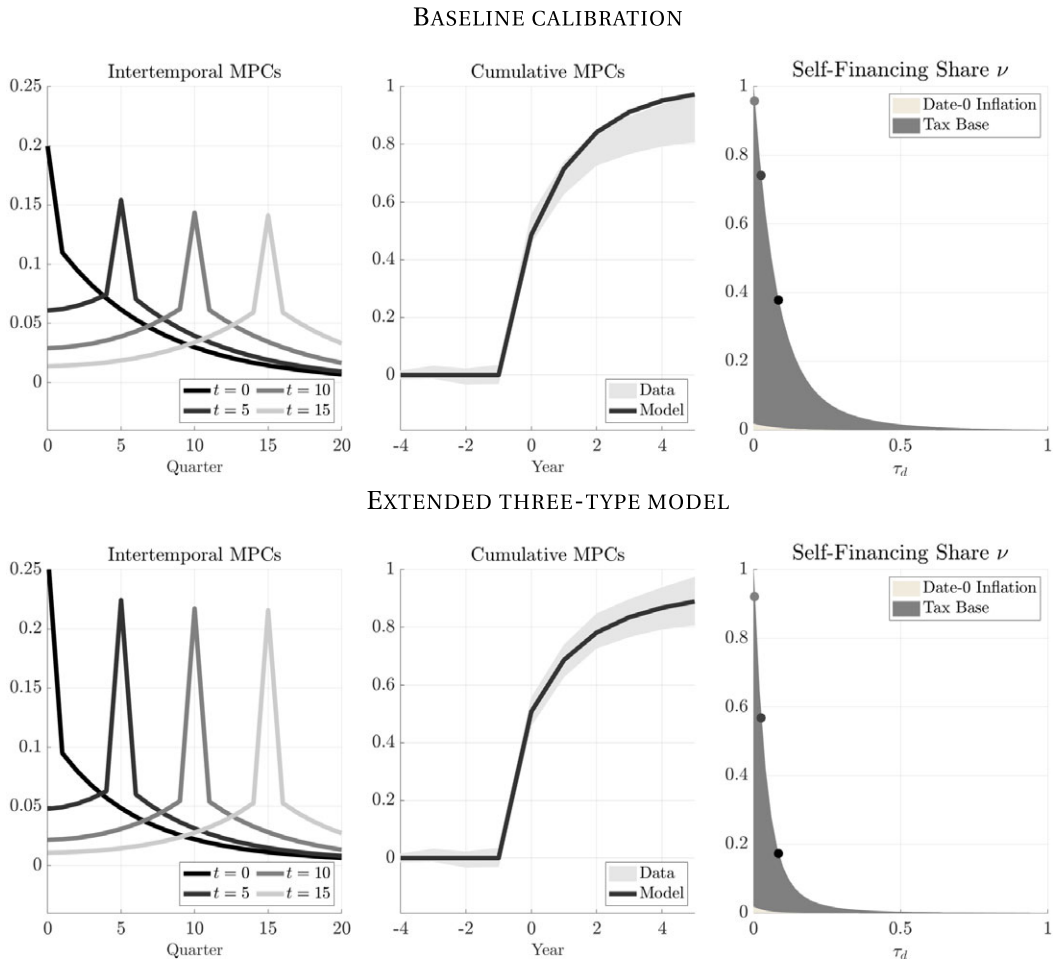 BASELINE CALIBRATION
Intertemporal MPCs
0.25
0.2
0.15
0.1
0.05
0
t = 0
t = 10
t = 5
t = 15
0 5 10 15 20
Quarter
Cumulative MPCs
1
0.8
0.6
0.4
0.2
0
Data
Model
-4 -2 0 2 4
Year
Self-Financing Share ν
1
0.8
0.6
0.4
0.2
0
Date-0 Inflation
Tax Base
0 0.5 1
τd
EXTENDED THREE-TYPE MODEL
Intertemporal MPCs
0.25
0.2
0.15
0.1
0.05
0
t = 0
t = 10
t = 5
t = 15
0 5 10 15 20
Quarter
Cumulative MPCs
1
0.8
0.6
0.4
0.2
0
Data
Model
-4 -2 0 2 4
Year
Self-Financing Share ν
1
0.8
0.6
0.4
0.2
0
Date-0 Inflation
Tax Base
0 0.5 1
τd